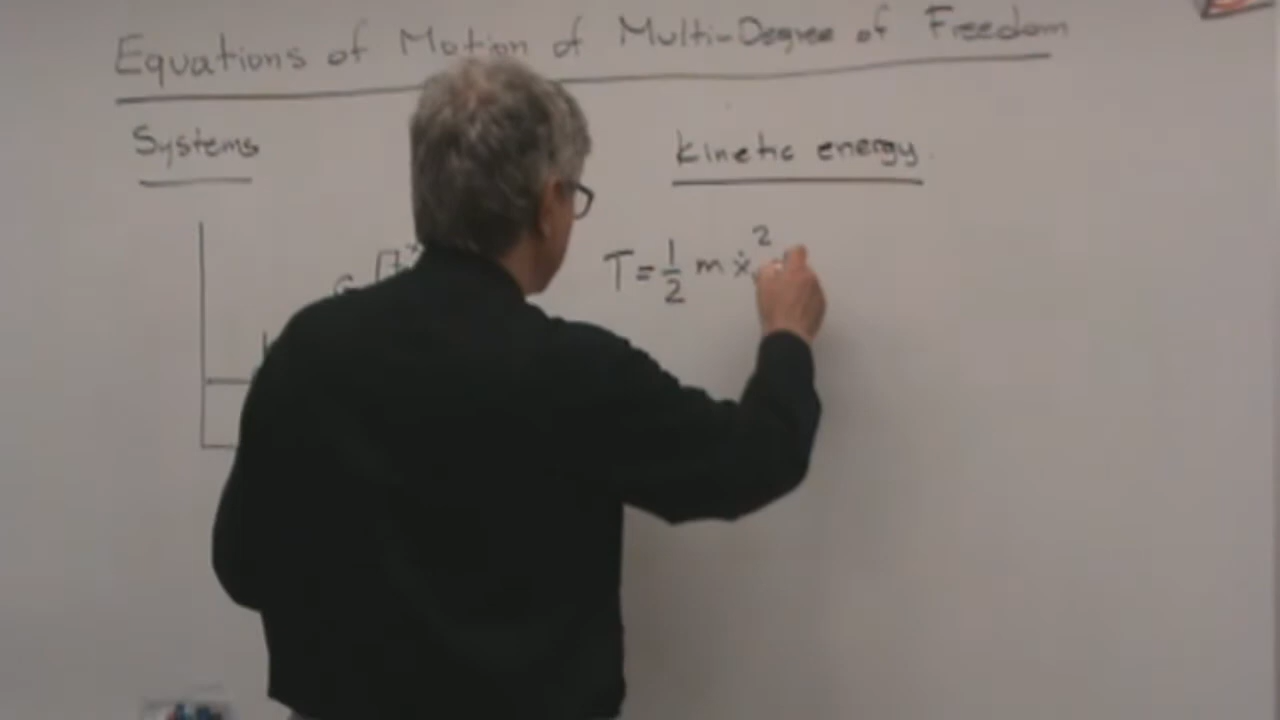 Equations of Motion of Multi-Degree of Freedom
Systems
Kinetic energy
T = 1/2 m ẋ²